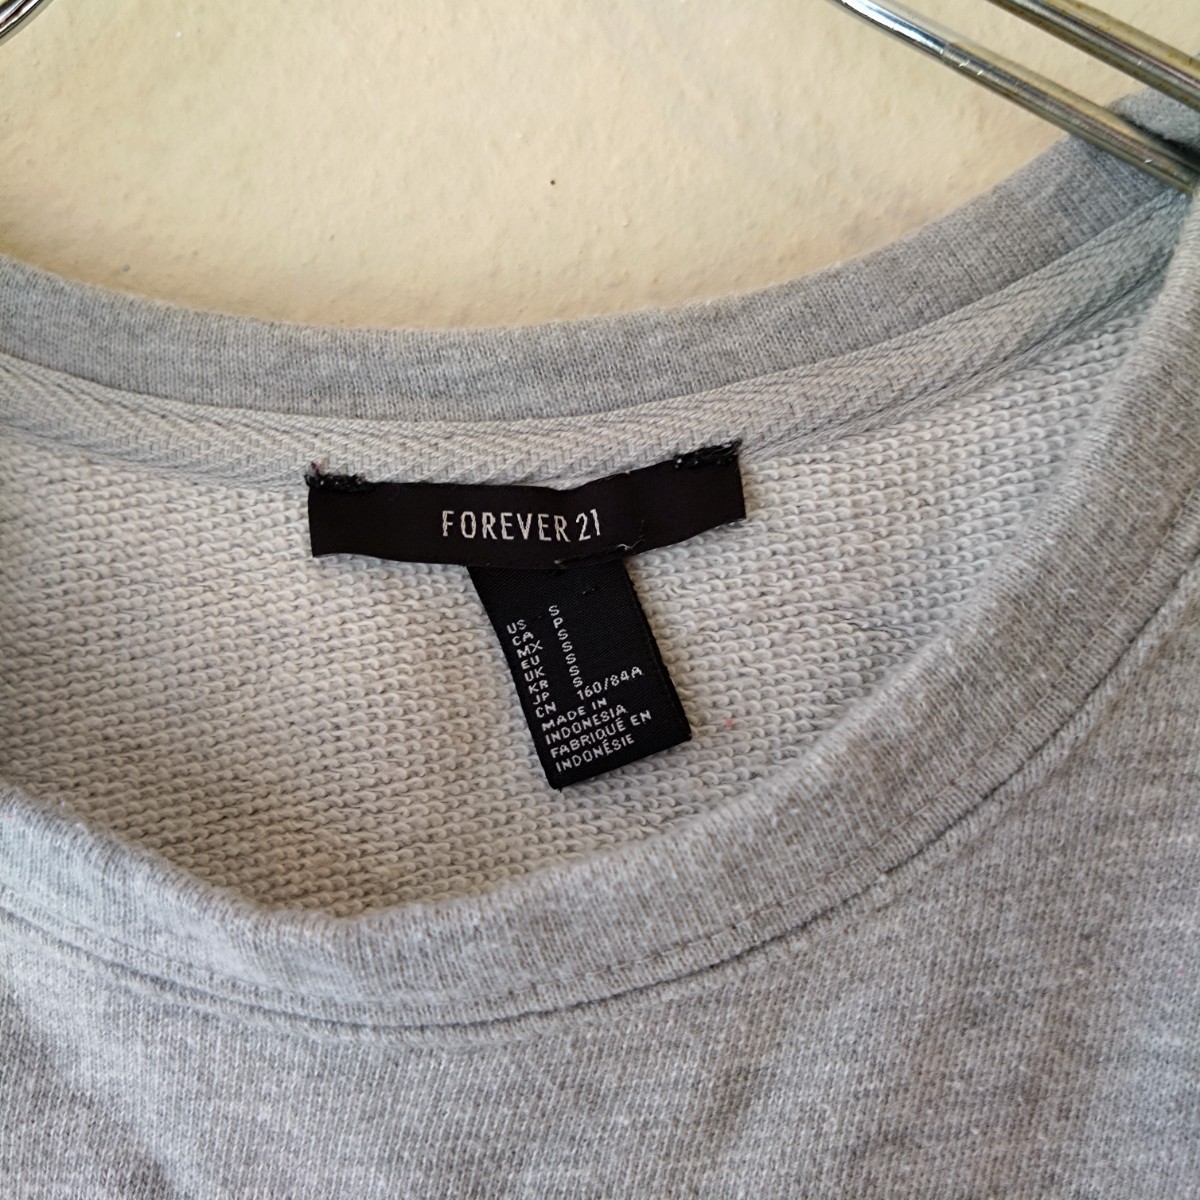 FOREVER 21
US S
CA P
MX S
EU S
UK S
KR S
JP S
CN 160/84A
MADE IN
INDONESIA
FABRIQUÉ EN
INDONÉSIE